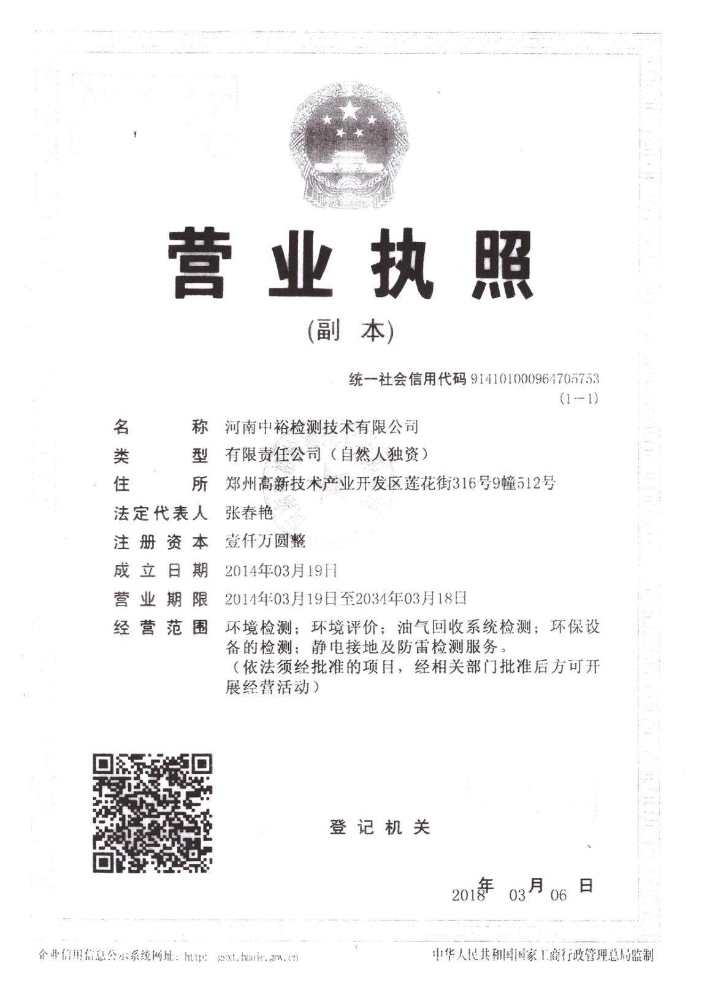 营业执照
(副 本)
统一社会信用代码 914101000964705753
(1-1)
名 称 河南中裕检测技术有限公司
类 型 有限责任公司（自然人独资）
住 所 郑州高新技术产业开发区莲花街316号9幢512号
法定代表人 张春艳
注册资本 壹仟万圆整
成立日期 2014年03月19日
营业期限 2014年03月19日至2034年03月18日
经营范围 环境检测；环境评价；油气回收系统检测；环保设
备的检测；静电接地及防雷检测服务。
（依法须经批准的项目，经相关部门批准后方可开
展经营活动）
登记机关
2018年 03月 06日
企业信用信息公示系统网址：http: gsxt.haaic.gov.cn
中华人民共和国国家工商行政管理总局监制